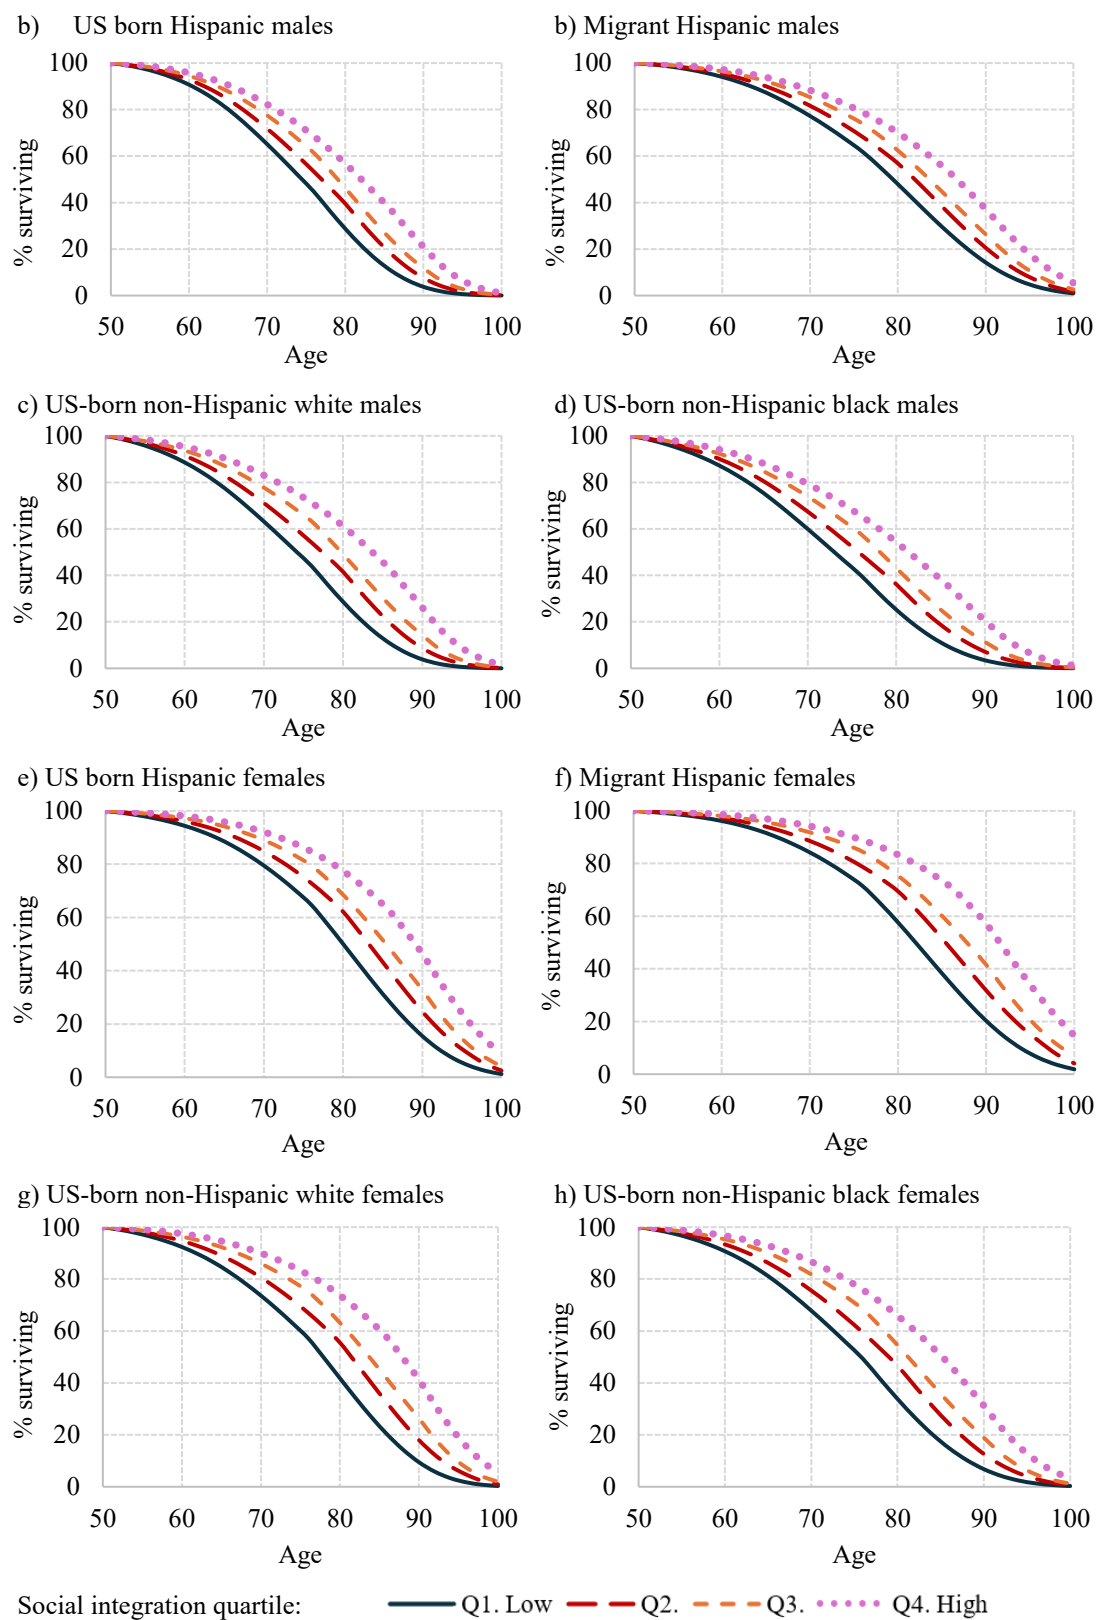 b) US born Hispanic males
b) Migrant Hispanic males
100
80
60
40
20
0
% surviving
50 60 70 80 90 100
Age
100
80
60
40
20
0
% surviving
50 60 70 80 90 100
Age
c) US-born non-Hispanic white males
d) US-born non-Hispanic black males
100
80
60
40
20
0
% surviving
50 60 70 80 90 100
Age
100
80
60
40
20
0
% surviving
50 60 70 80 90 100
Age
e) US born Hispanic females
f) Migrant Hispanic females
100
80
60
40
20
0
% surviving
50 60 70 80 90 100
Age
100
80
60
40
20
0
% surviving
50 60 70 80 90 100
Age
g) US-born non-Hispanic white females
h) US-born non-Hispanic black females
100
80
60
40
20
0
% surviving
50 60 70 80 90 100
Age
100
80
60
40
20
0
% surviving
50 60 70 80 90 100
Age
Social integration quartile: Q1. Low Q2. Q3. Q4. High